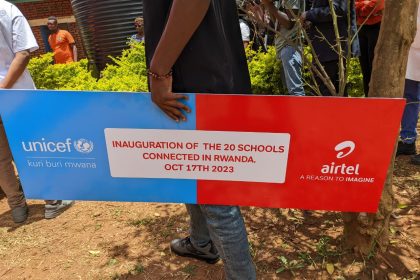 unicef
kuri buri mwana
INAUGURATION OF THE 20 SCHOOLS
CONNECTED IN RWANDA.
OCT 17TH 2023
airtel
A REASON TO IMAGINE